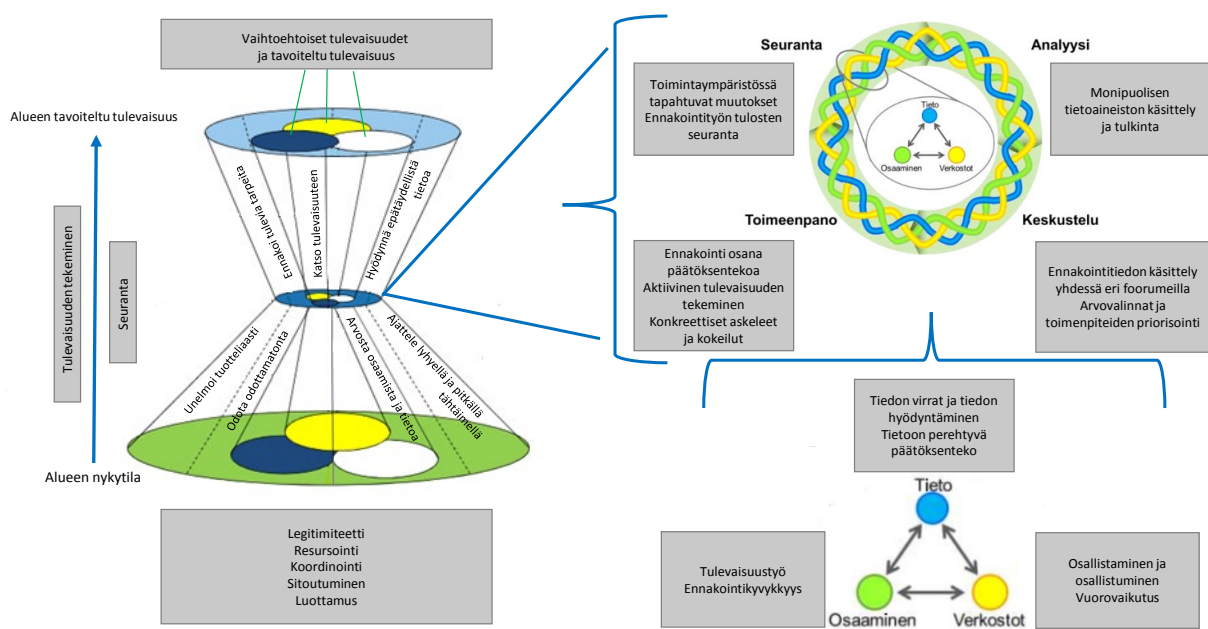 Vaihtoehtoiset tulevaisuudet
ja tavoiteltu tulevaisuus
Alueen tavoiteltu tulevaisuus
Tulevaisuuden tekeminen
Seuranta
Ennakoi tulevia tarpeita
Katso tulevaisuuteen
Hyödynnä epätäydellistä
tietoa
Unelmoi tuotteliaasti
Odota odottamatonta
Arvosta osaamista ja tietoa
Ajattele lyhyellä ja pitkällä
tähtäimellä
Alueen nykytila
Legitimiteetti
Resursointi
Koordinointi
Sitoutuminen
Luottamus
Seuranta
Toimintaympäristössä
tapahtuvat muutokset
Ennakointityön tulosten
seuranta
Analyysi
Monipuolisen
tietoaineiston käsittely
ja tulkinta
Tieto
Osaaminen
Verkostot
Toimeenpano
Ennakointi osana
päätöksentekoa
Aktiivinen tulevaisuuden
tekeminen
Konkreettiset askeleet
ja kokeilut
Keskustelu
Ennakointitiedon käsittely
yhdessä eri foorumeilla
Arvovalinnat ja
toimenpiteiden priorisointi
Tiedon virrat ja tiedon
hyödyntäminen
Tietoon perehtyvä
päätöksenteko
Tieto
Tulevaisuustyö
Ennakointikyvykkyys
Osaaminen
Verkostot
Osallistaminen ja
osallistuminen
Vuorovaikutus